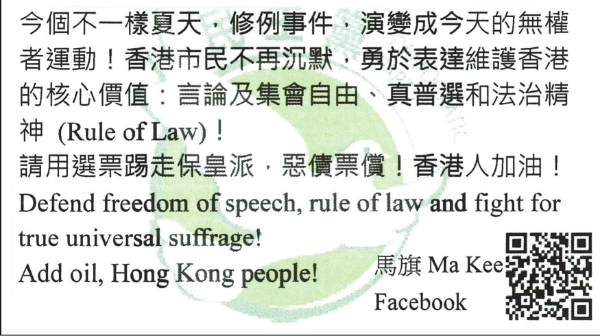 今個不一樣夏天，修例事件，演變成今天的無權
者運動！香港市民不再沉默，勇於表達維護香港
的核心價值：言論及集會自由、真普選和法治精
神 (Rule of Law)！
請用選票踢走保皇派，惡債票償！香港人加油！
Defend freedom of speech, rule of law and fight for
true universal suffrage!
Add oil, Hong Kong people!
馬旗 Ma Kee
Facebook